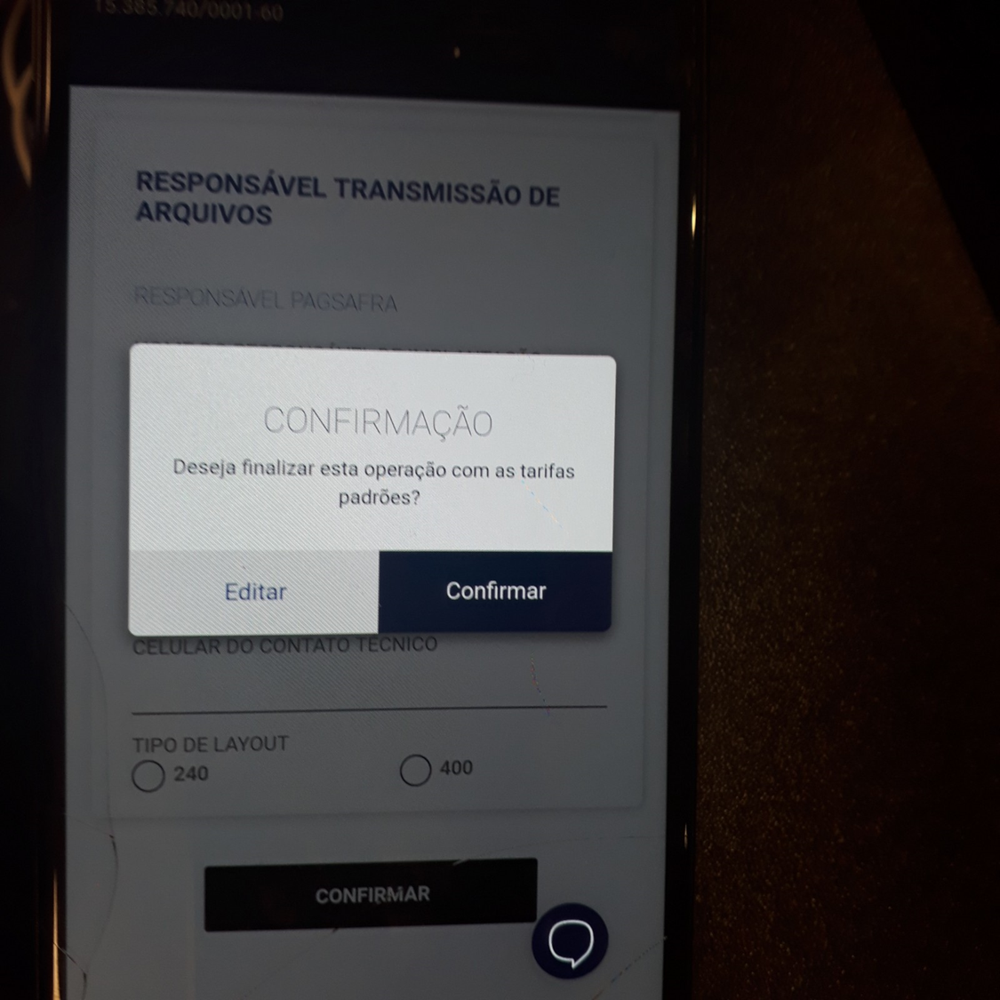 15.385.740/0001-60
RESPONSÁVEL TRANSMISSÃO DE
ARQUIVOS
RESPONSÁVEL PAGSAFRA
CONFIRMAÇÃO
Deseja finalizar esta operação com as tarifas
padrões?
Editar
Confirmar
CELULAR DO CONTATO TÉCNICO
TIPO DE LAYOUT
240
400
CONFIRMAR